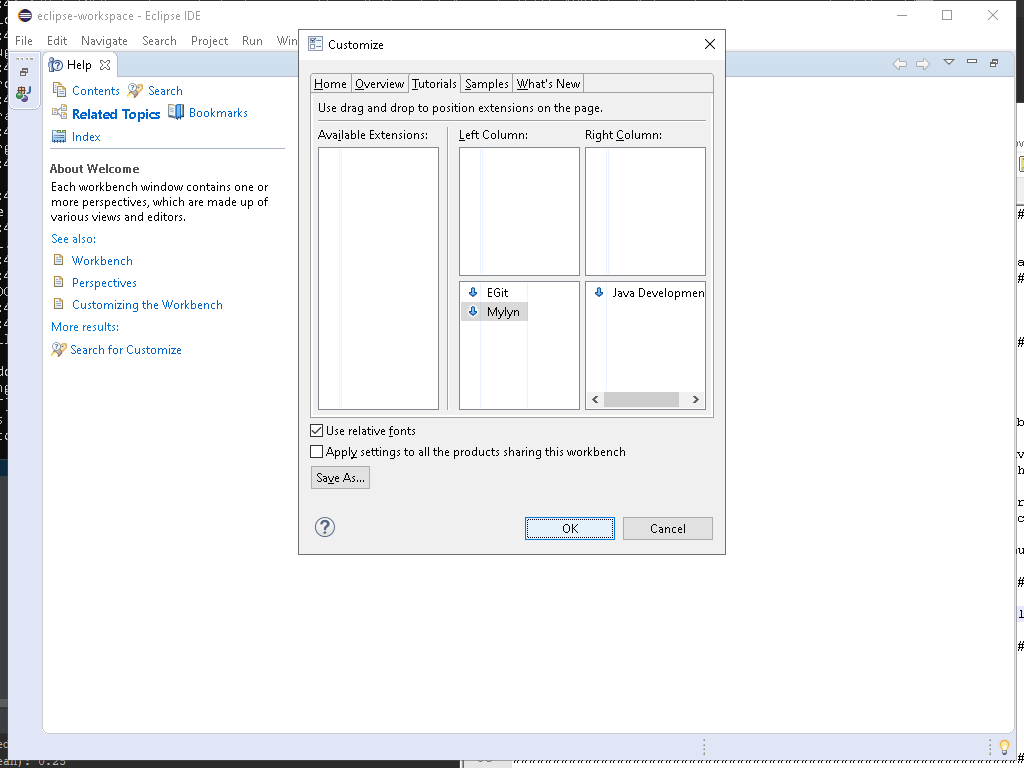 eclipse-workspace - Eclipse IDE
File Edit Navigate Search Project Run Win
Help
Contents Search
Related Topics Bookmarks
Index
About Welcome
Each workbench window contains one or
more perspectives, which are made up of
various views and editors.
See also:
Workbench
Perspectives
Customizing the Workbench
More results:
Search for Customize
Customize
Home Overview Tutorials Samples What's New
Use drag and drop to position extensions on the page.
Available Extensions: Left Column: Right Column:
EGit
Mylyn
Java Developmen
Use relative fonts
Apply settings to all the products sharing this workbench
Save As...
OK Cancel